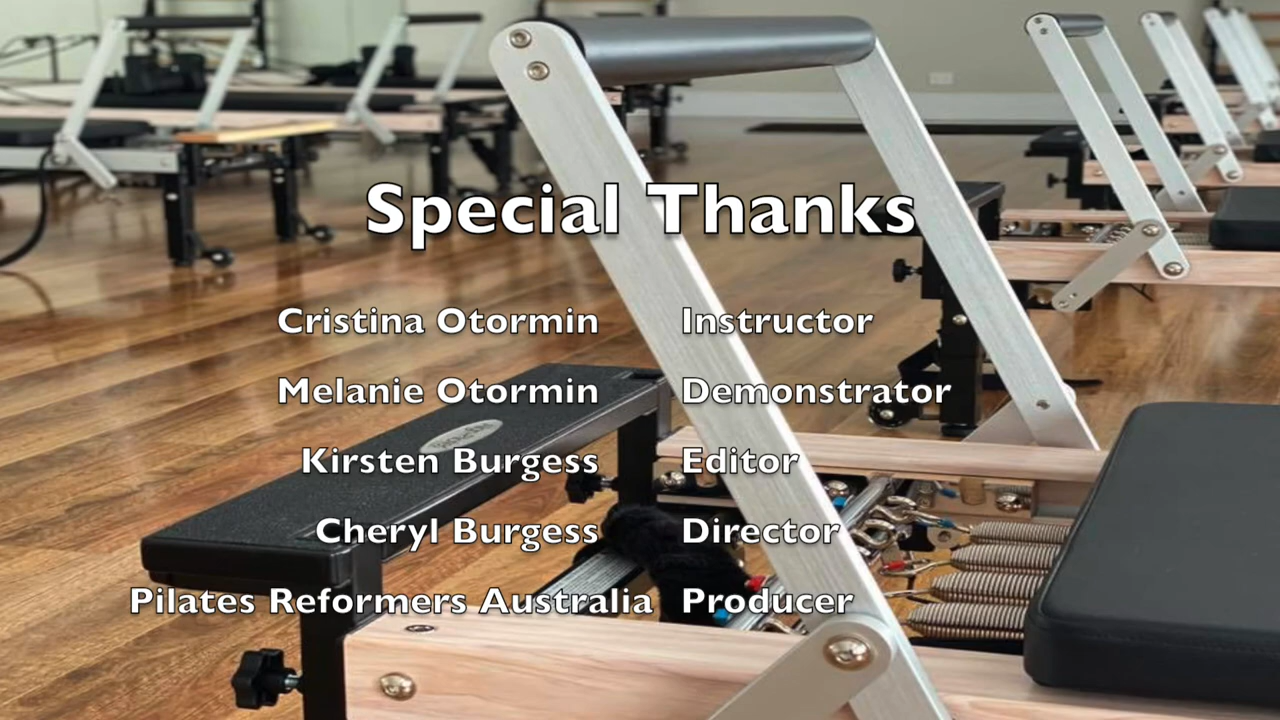 Special Thanks
Cristina Otormin Instructor
Melanie Otormin Demonstrator
Kirsten Burgess Editor
Cheryl Burgess Director
Pilates Reformers Australia Producer